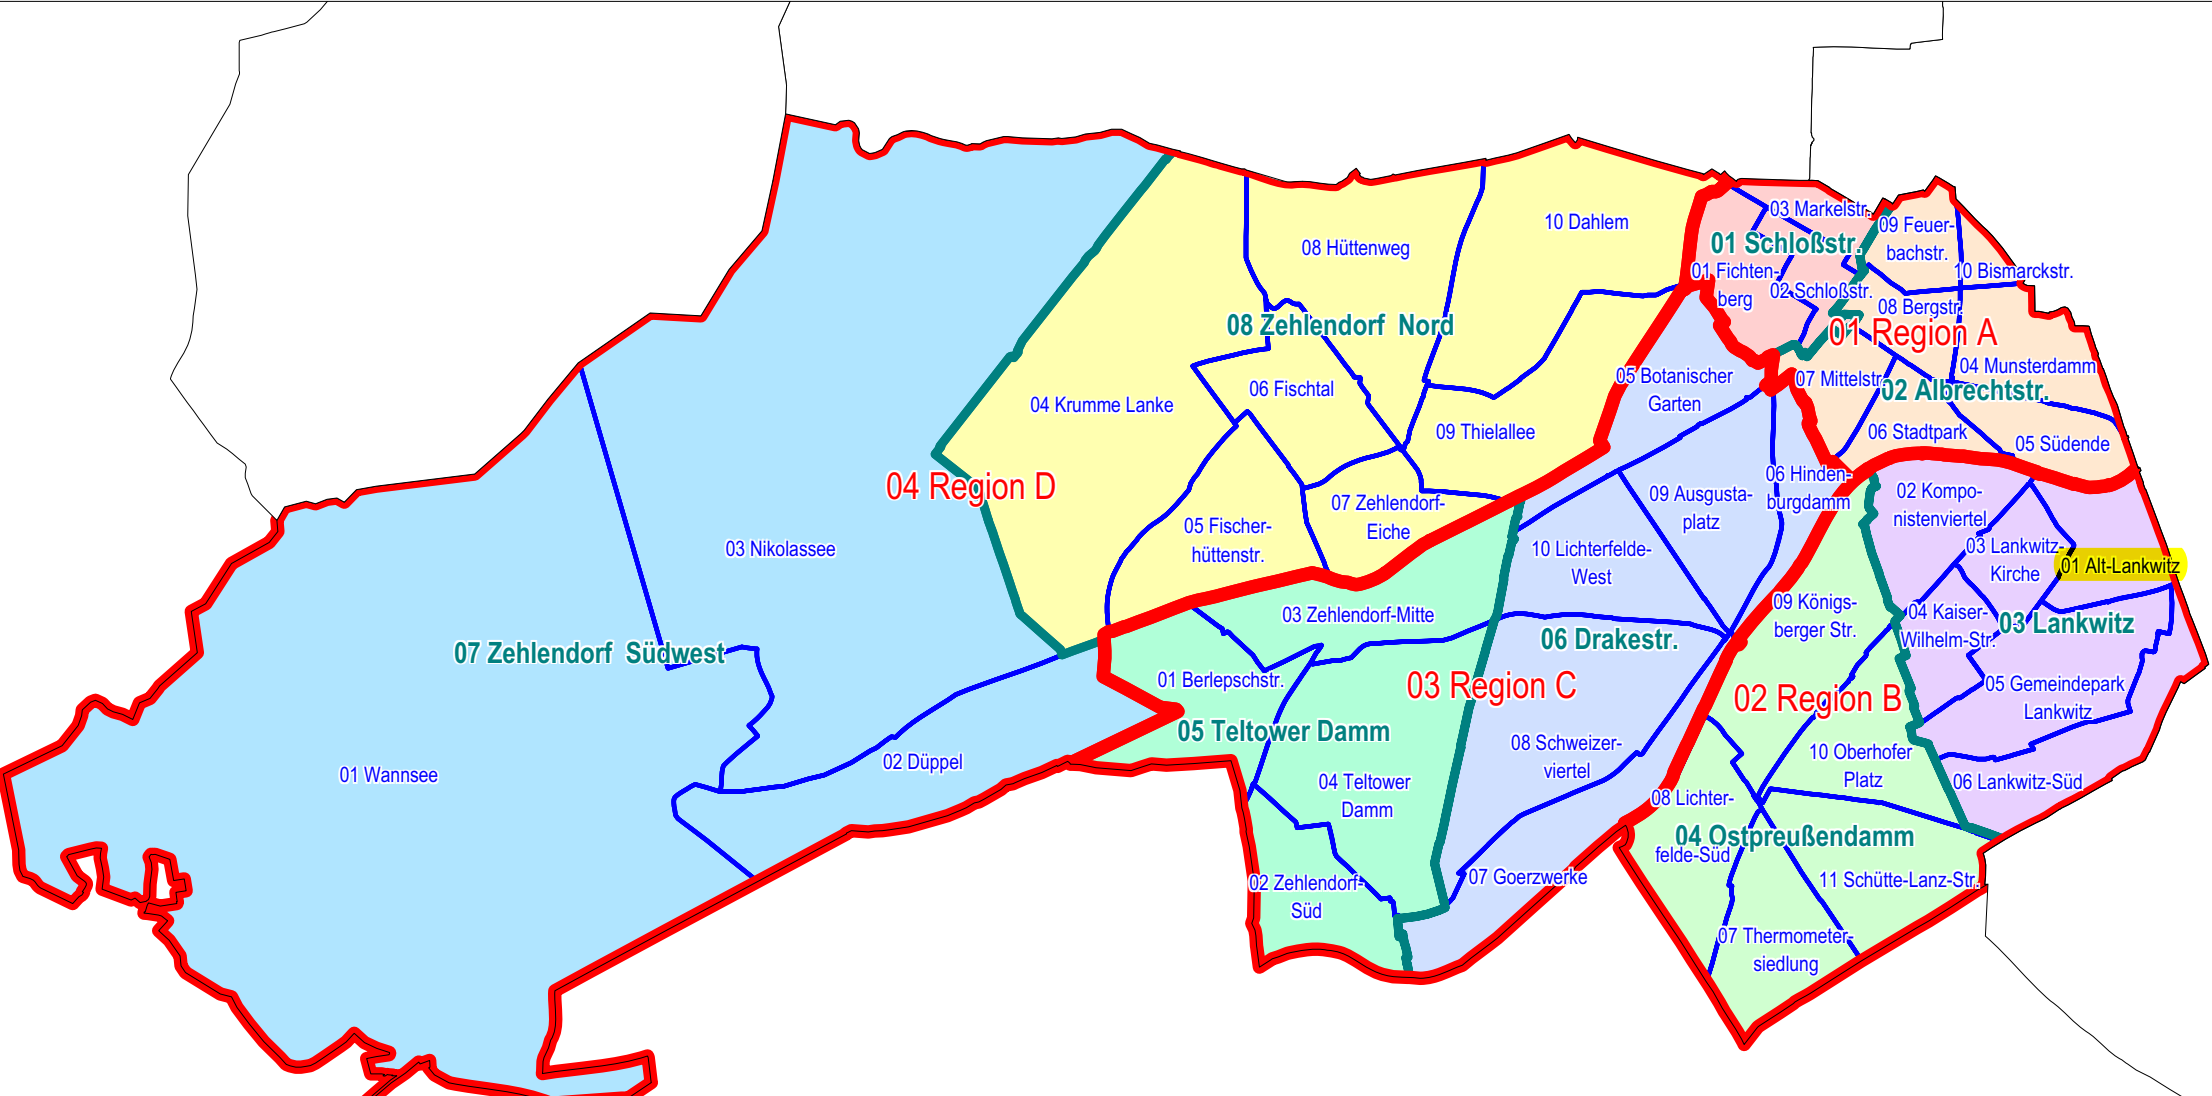 03 Markelstr.
10 Dahlem
09 Feuer-
bachstr.
01 Schloßstr.
08 Hüttenweg
01 Fichten-
berg
10 Bismarckstr.
02 Schloßstr.
08 Bergstr.
08 Zehlendorf Nord
01 Region A
04 Munsterdamm
05 Botanischer
Garten
07 Mittelstr.
02 Albrechtstr.
06 Fischtal
04 Krumme Lanke
09 Thielallee
06 Stadtpark
05 Südende
04 Region D
06 Hinden-
burgdamm
09 Ausgusta-
platz
02 Kompo-
nistenviertel
07 Zehlendorf-
Eiche
05 Fischer-
hüttenstr.
03 Nikolassee
10 Lichterfelde-
West
03 Lankwitz-
Kirche
01 Alt-Lankwitz
03 Zehlendorf-Mitte
09 Königs-
berger Str.
04 Kaiser-
Wilhelm-Str.
03 Lankwitz
07 Zehlendorf Südwest
06 Drakestr.
01 Berlepschstr.
03 Region C
02 Region B
05 Gemeindepark
Lankwitz
05 Teltower Damm
08 Schweizer-
viertel
10 Oberhofer
Platz
02 Düppel
01 Wannsee
04 Teltower
Damm
06 Lankwitz-Süd
08 Lichter-
felde-Süd
04 Ostpreußendamm
07 Goerzwerke
02 Zehlendorf-
Süd
11 Schütte-Lanz-Str.
07 Thermometer-
siedlung